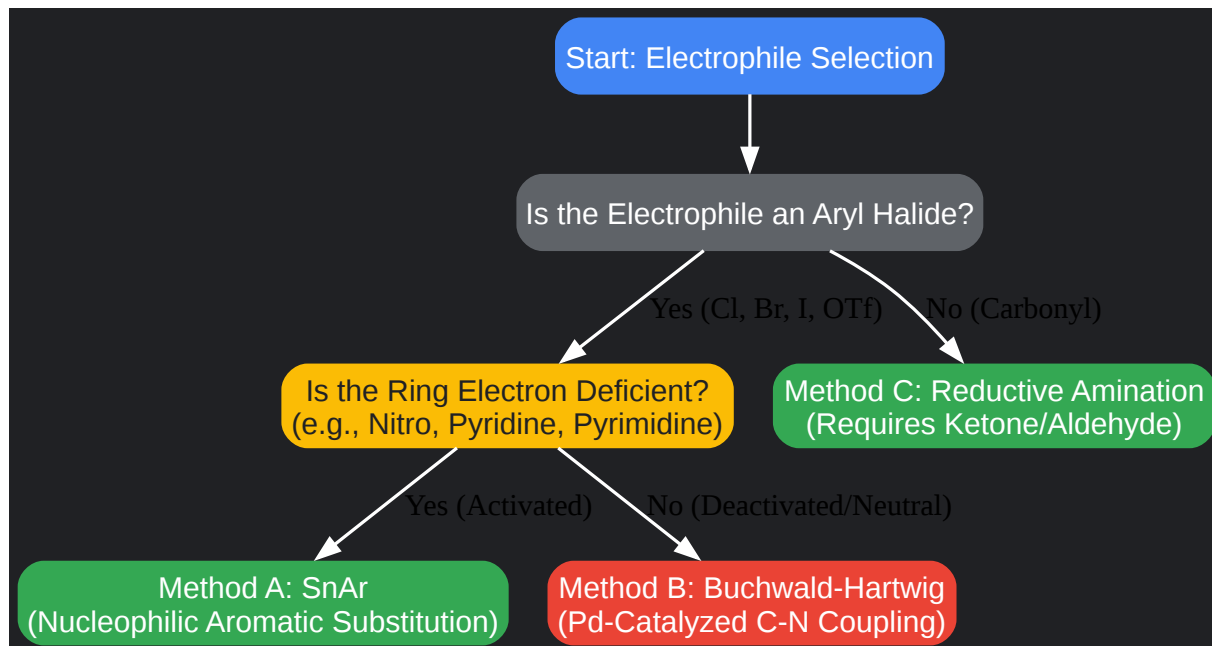 Start: Electrophile Selection
Is the Electrophile an Aryl Halide?
Yes (Cl, Br, I, OTf)
No (Carbonyl)
Is the Ring Electron Deficient?
(e.g., Nitro, Pyridine, Pyrimidine)
Method C: Reductive Amination
(Requires Ketone/Aldehyde)
Yes (Activated)
No (Deactivated/Neutral)
Method A: SnAr
(Nucleophilic Aromatic Substitution)
Method B: Buchwald-Hartwig
(Pd-Catalyzed C-N Coupling)